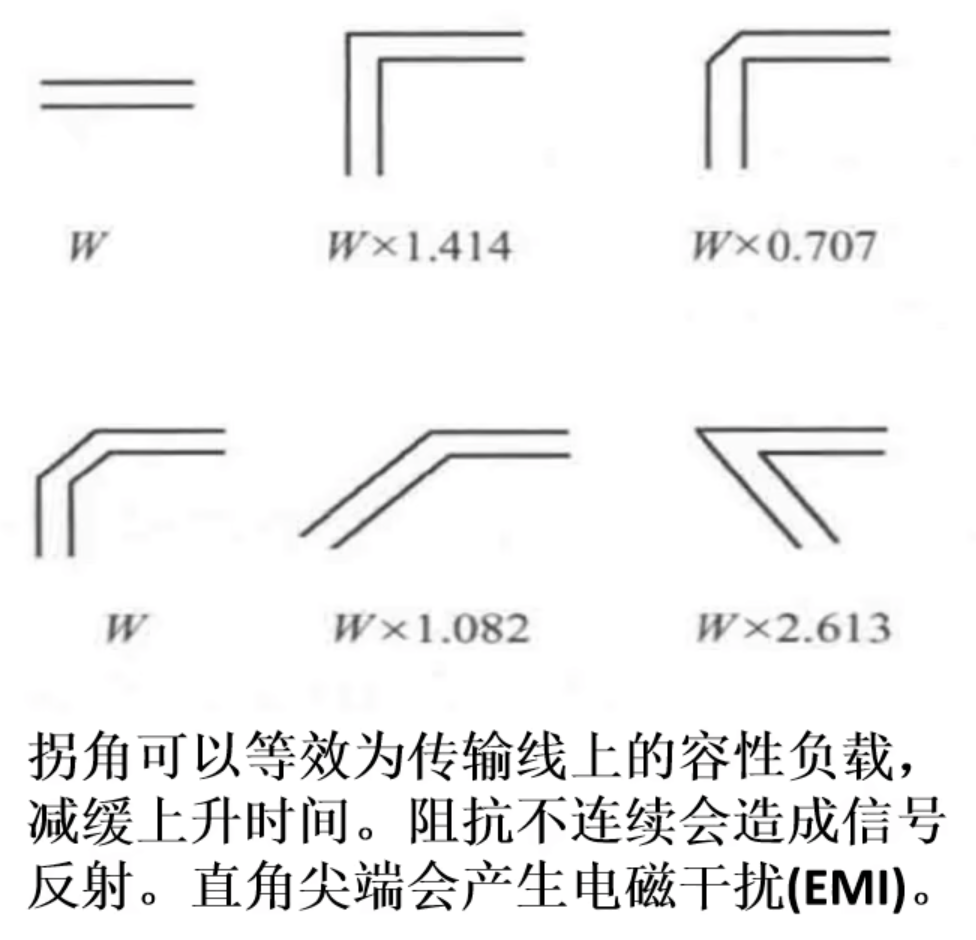 W
W×1.414
W×0.707
W
W×1.082
W×2.613
拐角可以等效为传输线上的容性负载，
减缓上升时间。阻抗不连续会造成信号
反射。直角尖端会产生电磁干扰(EMI)。